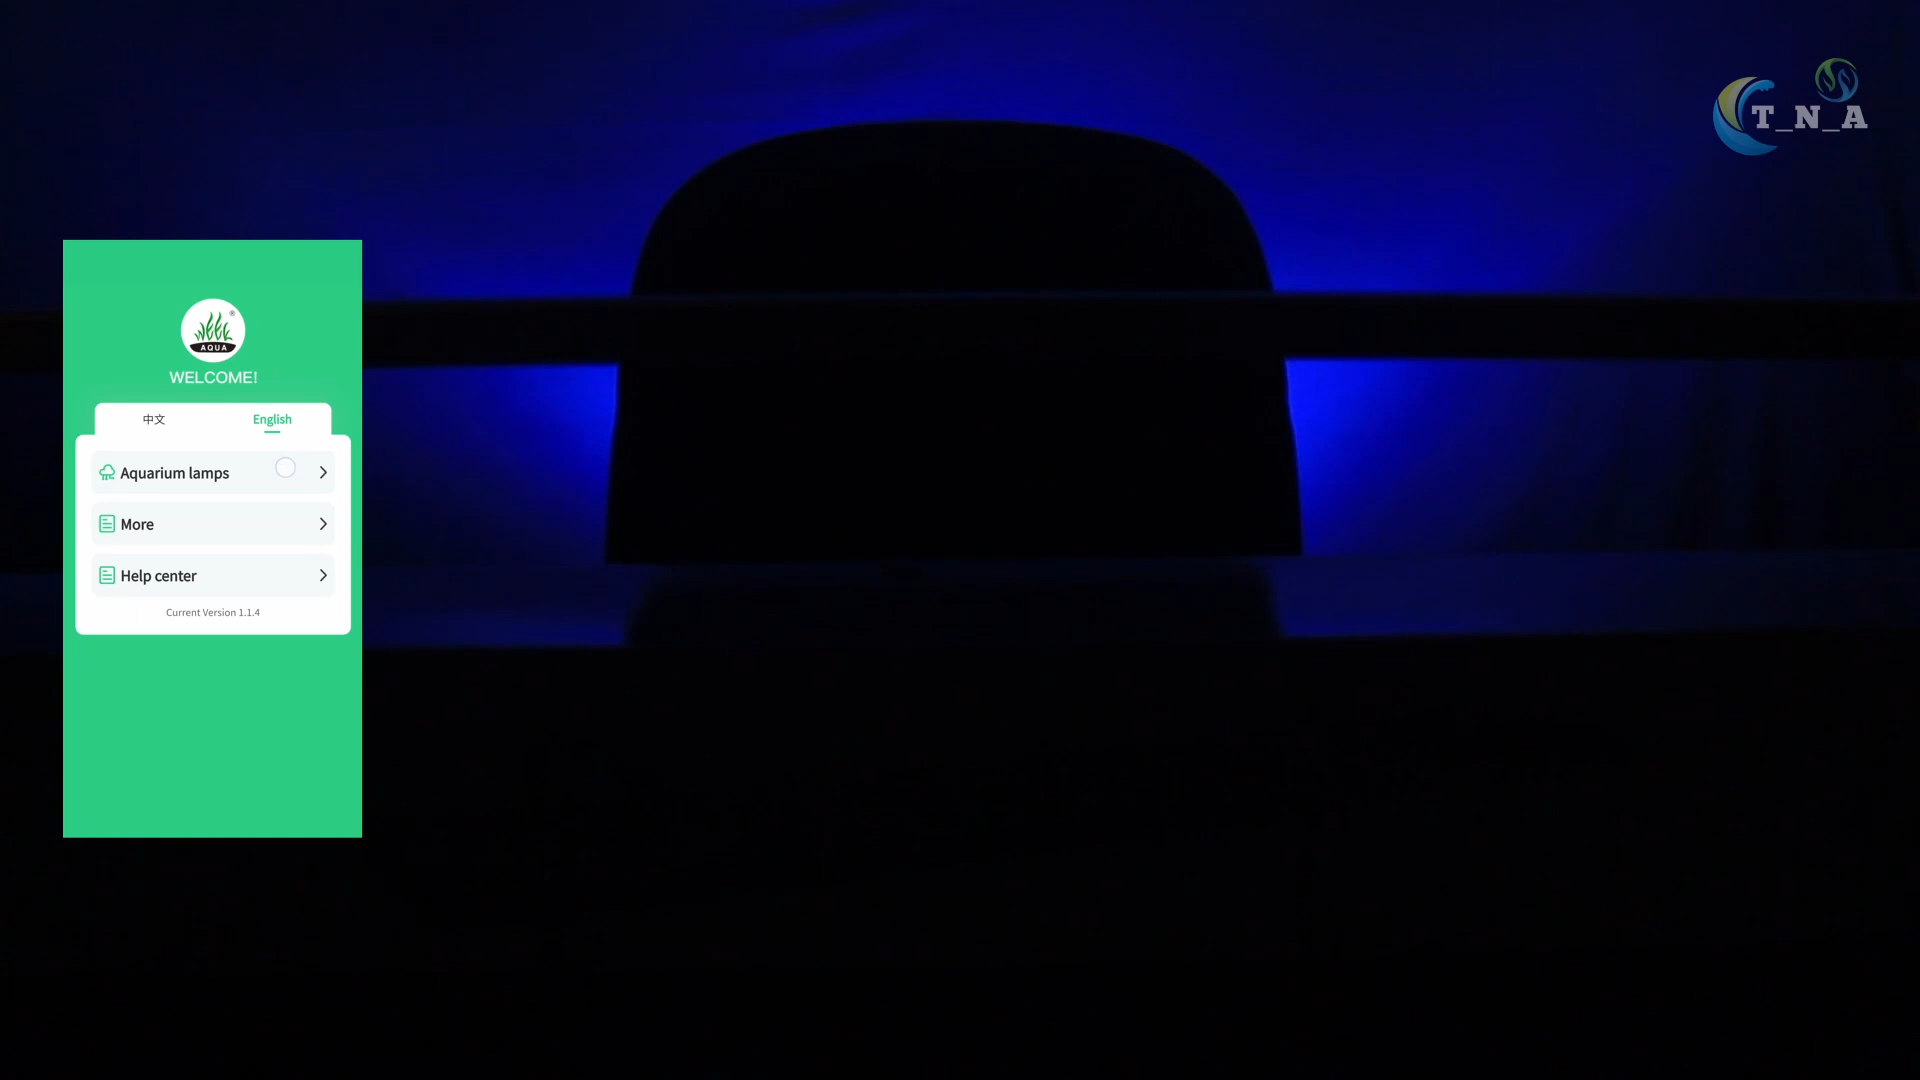 T_N_A
®
AQUA
WELCOME!
中文
English
Aquarium lamps
More
Help center
Current Version 1.1.4